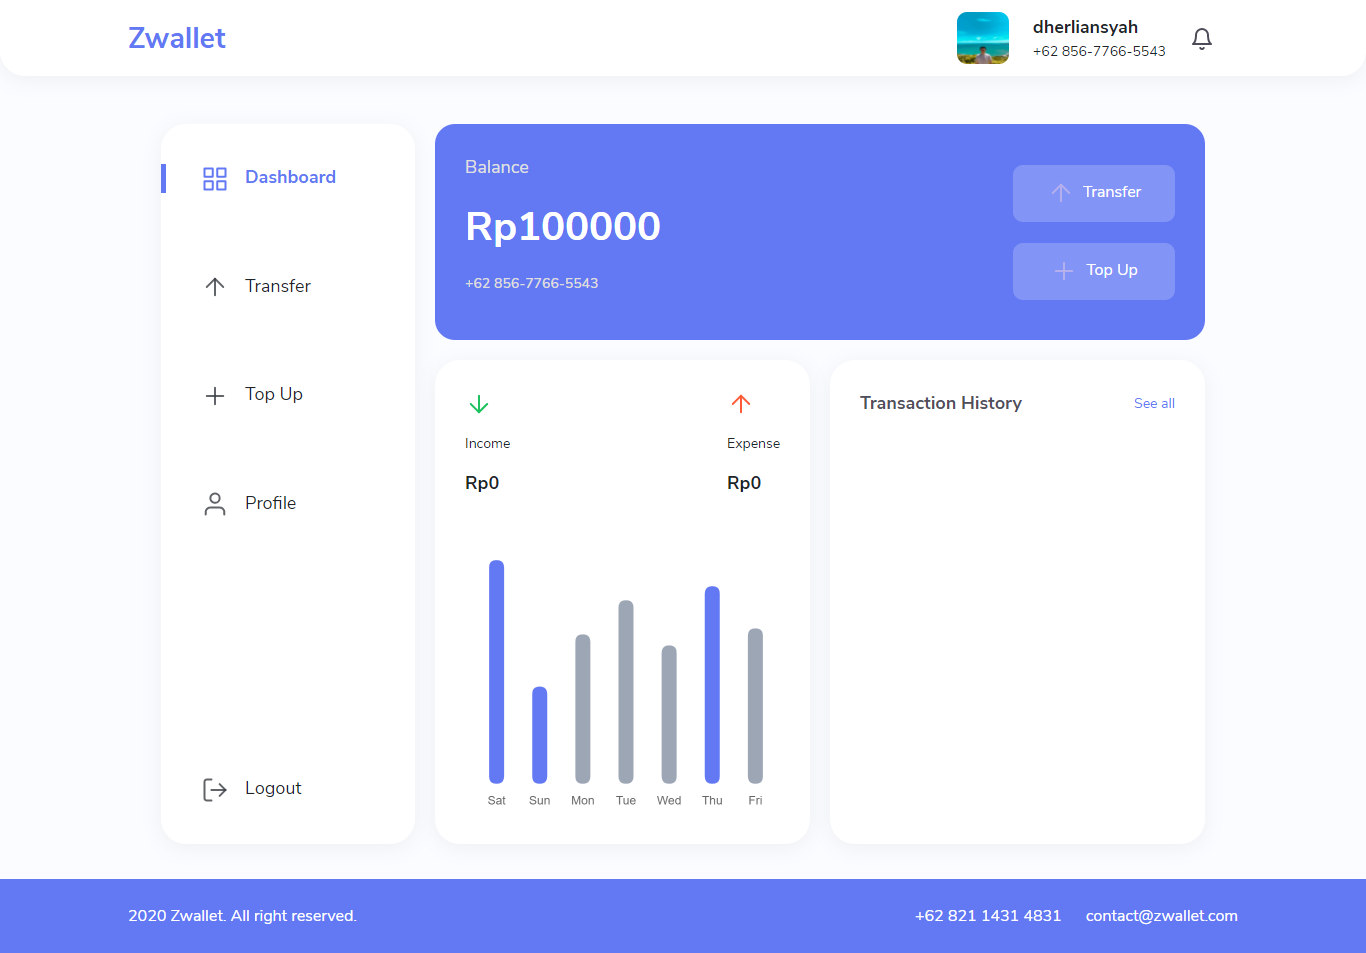 Zwallet
dherliansyah
+62 856-7766-5543
Dashboard
Transfer
Top Up
Profile
Logout
Balance
Rp100000
+62 856-7766-5543
Transfer
Top Up
Income
Rp0
Expense
Rp0
Sat Sun Mon Tue Wed Thu Fri
Transaction History
See all
2020 Zwallet. All right reserved.
+62 821 1431 4831
contact@zwallet.com